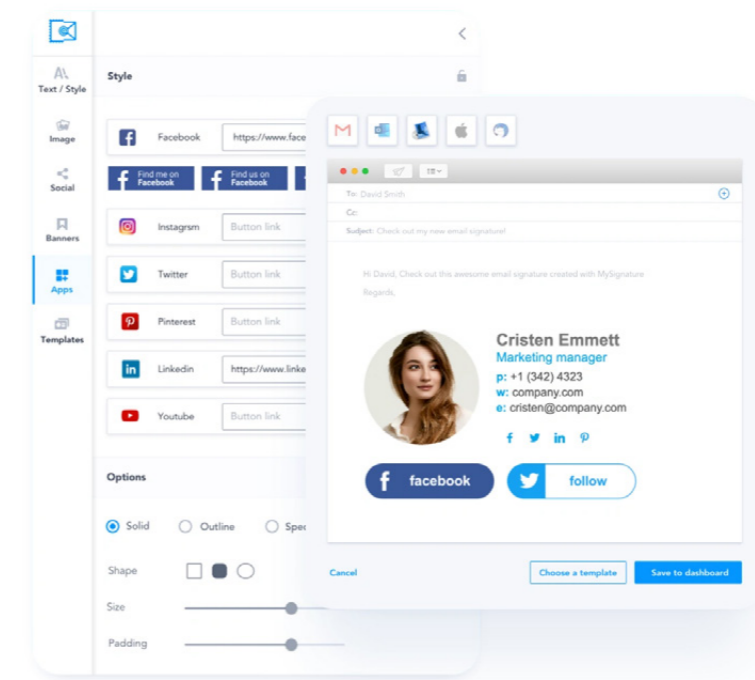 Text / Style
Image
Social
Banners
Apps
Templates
Style
Facebook
https://www.face
Find me on
Facebook
Find us on
Facebook
Instagrsm
Button link
Twitter
Button link
Pinterest
Button link
Linkedin
https://www.linke
Youtube
Button link
Options
Solid
Outline
Spec
Shape
Size
Padding
To: David Smith
Cc:
Subject: Check out my new email signature!
Hi David, Check out this awesome email signature created with MySignature
Regards,
Cristen Emmett
Marketing manager
p: +1 (342) 4323
w: company.com
e: cristen@company.com
facebook
follow
Cancel
Choose a template
Save to dashboard